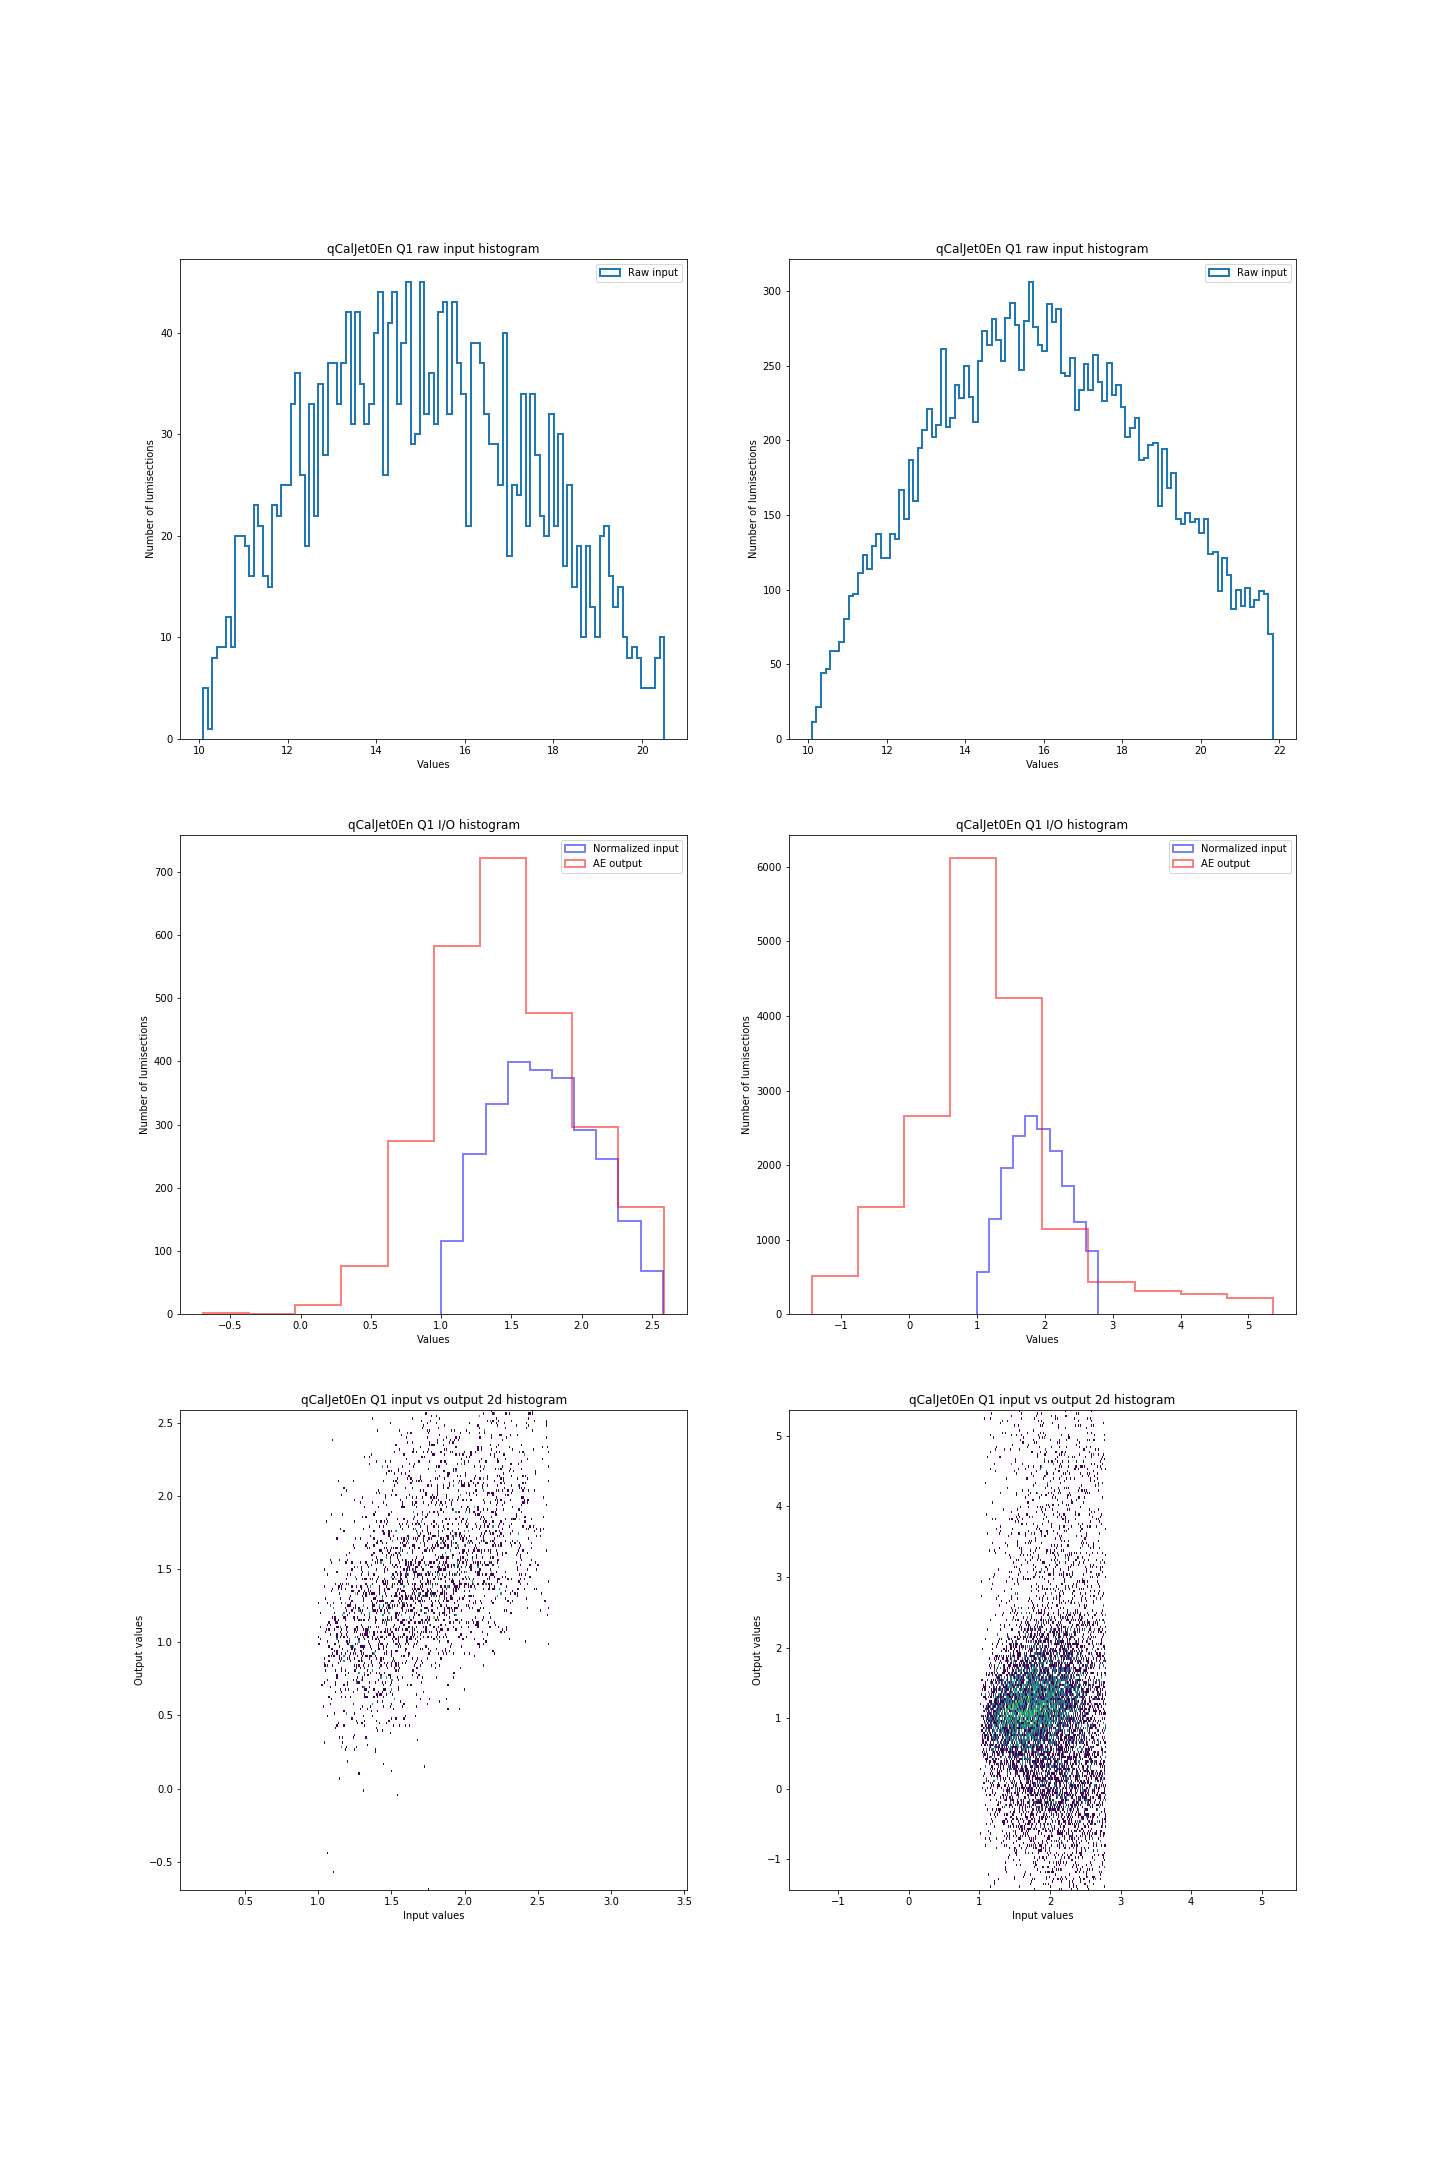 qCalJet0En Q1 raw input histogram
Raw input
Number of lumisections
40
30
20
10
0
10 12 14 16 18 20
Values
qCalJet0En Q1 raw input histogram
Raw input
Number of lumisections
300
250
200
150
100
50
0
10 12 14 16 18 20 22
Values
qCalJet0En Q1 I/O histogram
Normalized input
AE output
Number of lumisections
700
600
500
400
300
200
100
0
−0.5 0.0 0.5 1.0 1.5 2.0 2.5
Values
qCalJet0En Q1 I/O histogram
Normalized input
AE output
Number of lumisections
6000
5000
4000
3000
2000
1000
0
−1 0 1 2 3 4 5
Values
qCalJet0En Q1 input vs output 2d histogram
Output values
2.5
2.0
1.5
1.0
0.5
0.0
−0.5
0.5 1.0 1.5 2.0 2.5 3.0 3.5
Input values
qCalJet0En Q1 input vs output 2d histogram
Output values
5
4
3
2
1
0
−1
−1 0 1 2 3 4 5
Input values